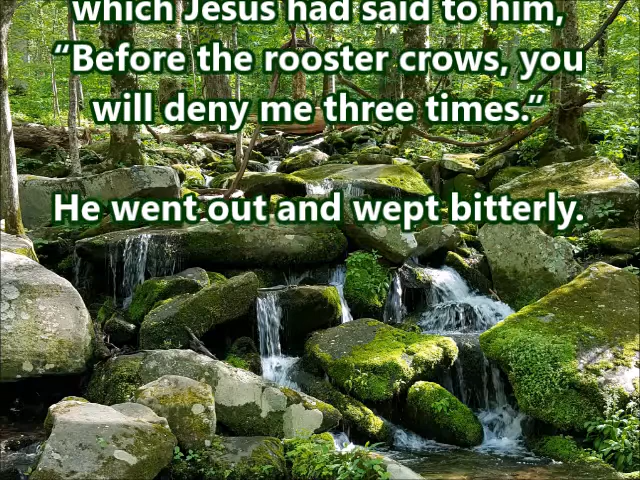 which Jesus had said to him,
“Before the rooster crows, you
will deny me three times.”
He went out and wept bitterly.